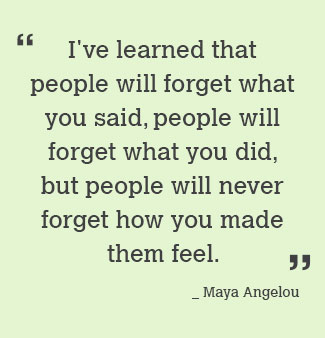 “
I've learned that
people will forget what
you said, people will
forget what you did,
but people will never
forget how you made
them feel.
”
_ Maya Angelou